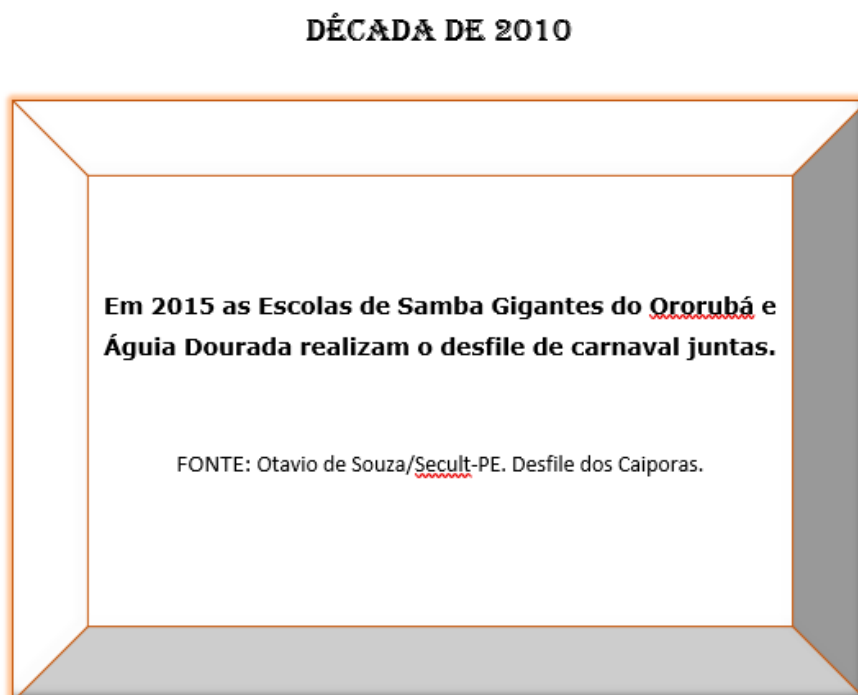 DÉCADA DE 2010
Em 2015 as Escolas de Samba Gigantes do Ororubá e
Águia Dourada realizam o desfile de carnaval juntas.
FONTE: Otavio de Souza/Secult-PE. Desfile dos Caiporas.